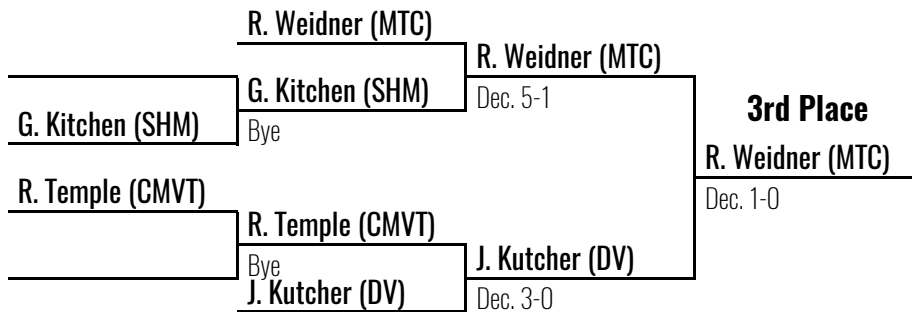 R. Weidner (MTC)
R. Weidner (MTC)
G. Kitchen (SHM)
Dec. 5-1
3rd Place
G. Kitchen (SHM)
Bye
R. Weidner (MTC)
R. Temple (CMVT)
Dec. 1-0
R. Temple (CMVT)
Bye
J. Kutcher (DV)
J. Kutcher (DV)
Dec. 3-0